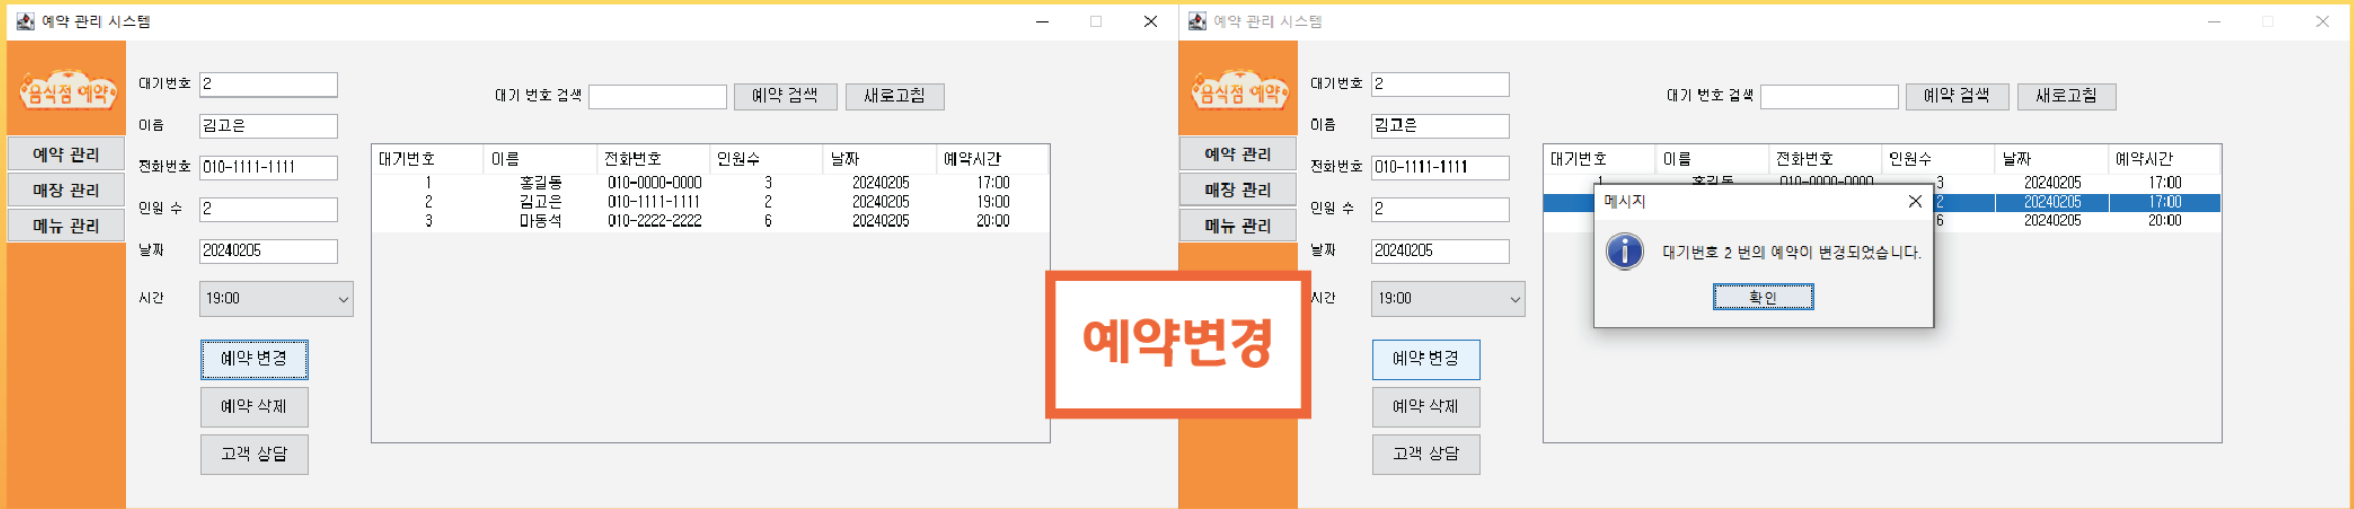 예약 관리 시스템
음식점 예약
예약 관리
매장 관리
메뉴 관리
대기번호 2
이름 김고은
전화번호 010-1111-1111
인원 수 2
날짜 20240205
시간 19:00
예약 변경
예약 삭제
고객 상담
대기 번호 검색 예약 검색 새로고침
대기번호 이름 전화번호 인원수 날짜 예약시간
1 홍길동 010-0000-0000 3 20240205 17:00
2 김고은 010-1111-1111 2 20240205 19:00
3 마동석 010-2222-2222 6 20240205 20:00
예약변경
예약 관리 시스템
음식점 예약
예약 관리
매장 관리
메뉴 관리
대기번호 2
이름 김고은
전화번호 010-1111-1111
인원 수 2
날짜 20240205
시간 19:00
예약 변경
예약 삭제
고객 상담
대기 번호 검색 예약 검색 새로고침
대기번호 이름 전화번호 인원수 날짜 예약시간
1 홍길동 010-0000-0000 3 20240205 17:00
2 20240205 17:00
6 20240205 20:00
메시지
대기번호 2 번의 예약이 변경되었습니다.
확인